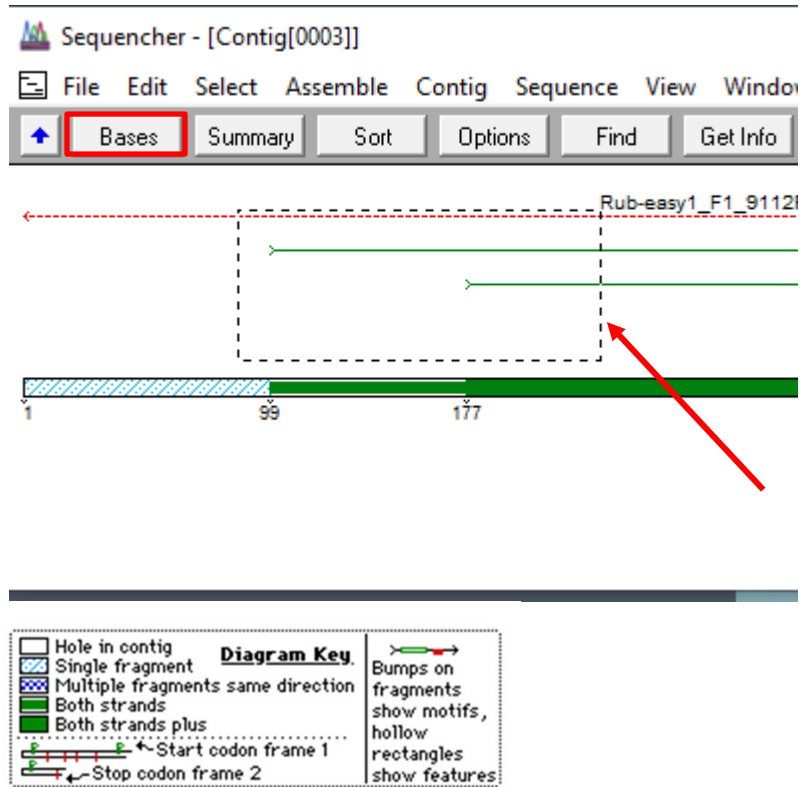 Sequencher - [Contig[0003]]
File Edit Select Assemble Contig Sequence View Window
Bases Summary Sort Options Find Get Info
Rub-easy1_F1_9112
1 99 177
Hole in contig
Diagram Key
Single fragment
Multiple fragments same direction
Both strands
Both strands plus
Start codon frame 1
Stop codon frame 2
Bumps on
fragments
show motifs,
hollow
rectangles
show features